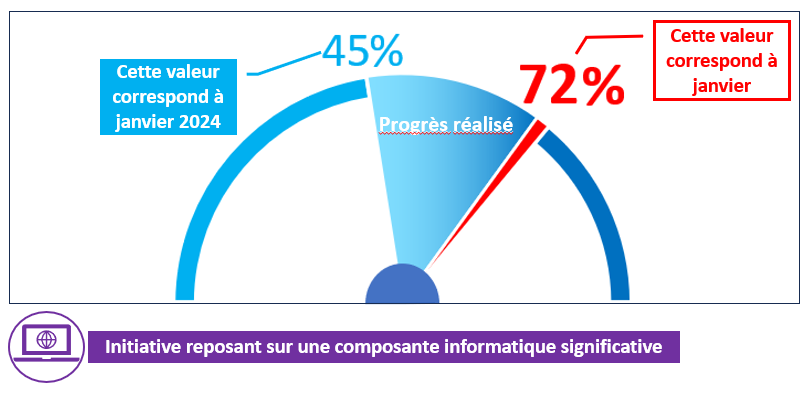 45%
Cette valeur
correspond à
janvier 2024
72%
Cette valeur
correspond à
janvier
Progrès réalisé
Initiative reposant sur une composante informatique significative